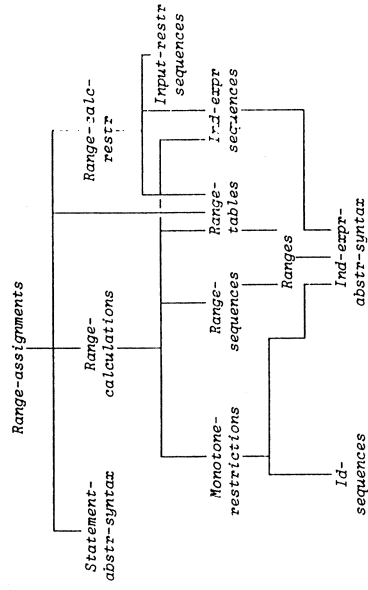 Range-assignments
Statement-
abstr-syntax
Range-
calculations
Range-calc-
restr
Input-restr
sequences
Monotone-
restrictions
Range-
sequences
Range-
tables
Ind-expr
sequences
Ranges
Id-
sequences
Ind-expr-
abstr-syntax